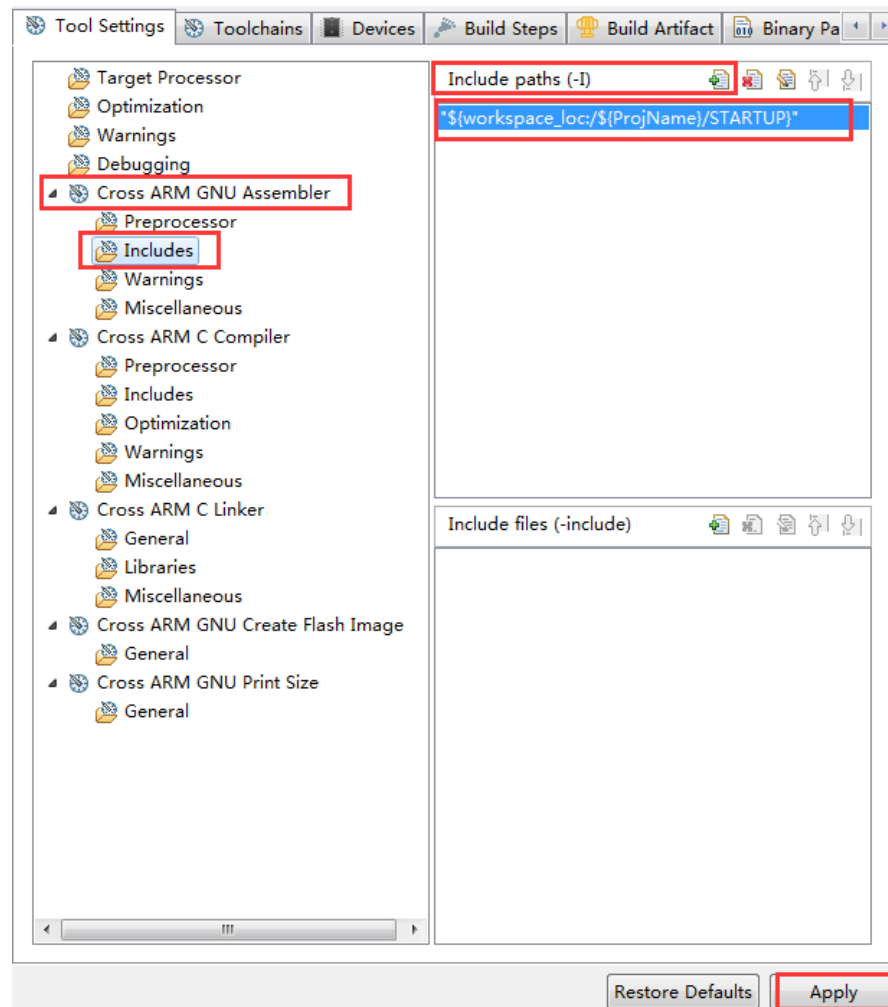 Tool Settings Toolchains Devices Build Steps Build Artifact Binary Pa
Target Processor
Optimization
Warnings
Debugging
Cross ARM GNU Assembler
Preprocessor
Includes
Warnings
Miscellaneous
Cross ARM C Compiler
Preprocessor
Includes
Optimization
Warnings
Miscellaneous
Cross ARM C Linker
General
Libraries
Miscellaneous
Cross ARM GNU Create Flash Image
General
Cross ARM GNU Print Size
General
Include paths (-I)
"${workspace_loc:/${ProjName}/STARTUP}"
Include files (-include)
Restore Defaults Apply